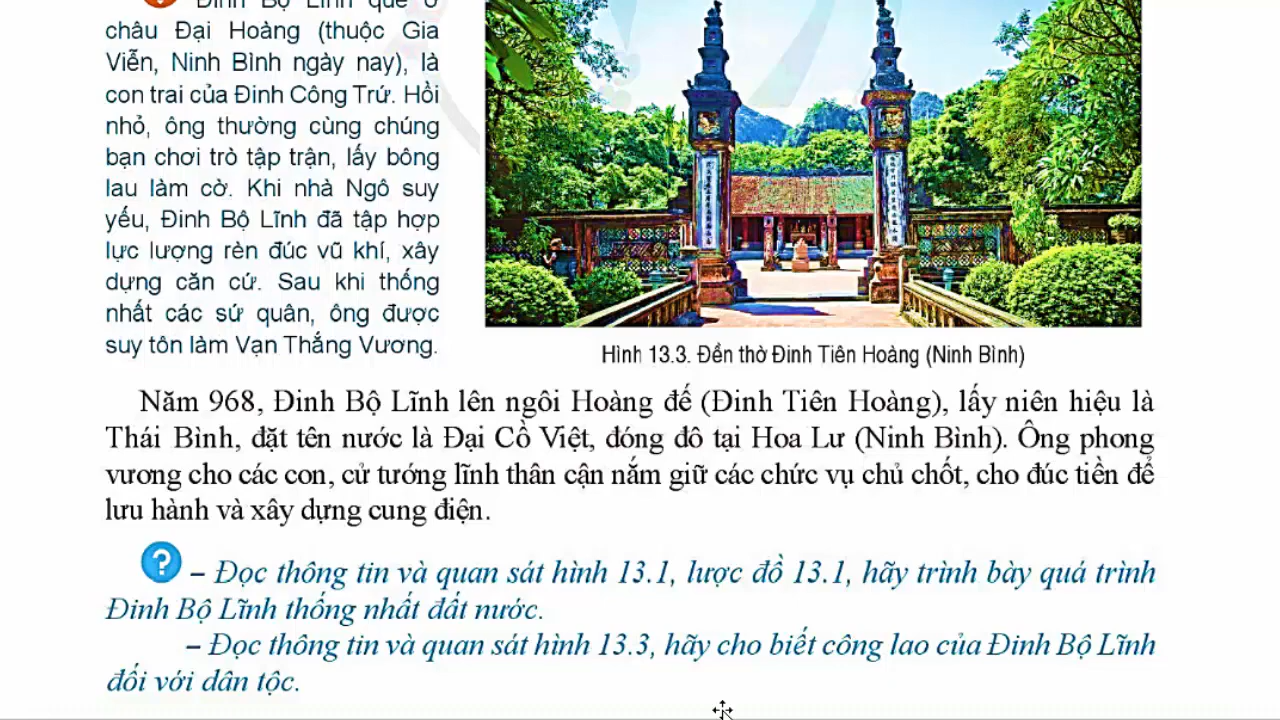 Đinh Bộ Lĩnh quê ở
châu Đại Hoàng (thuộc Gia
Viễn, Ninh Bình ngày nay), là
con trai của Đinh Công Trứ. Hồi
nhỏ, ông thường cùng chúng
bạn chơi trò tập trận, lấy bông
lau làm cờ. Khi nhà Ngô suy
yếu, Đinh Bộ Lĩnh đã tập hợp
lực lượng rèn đúc vũ khí, xây
dựng căn cứ. Sau khi thống
nhất các sứ quân, ông được
suy tôn làm Vạn Thắng Vương.
Hình 13.3. Đền thờ Đinh Tiên Hoàng (Ninh Bình)
Năm 968, Đinh Bộ Lĩnh lên ngôi Hoàng đế (Đinh Tiên Hoàng), lấy niên hiệu là
Thái Bình, đặt tên nước là Đại Cồ Việt, đóng đô tại Hoa Lư (Ninh Bình). Ông phong
vương cho các con, cử tướng lĩnh thân cận nắm giữ các chức vụ chủ chốt, cho đúc tiền để
lưu hành và xây dựng cung điện.
? – Đọc thông tin và quan sát hình 13.1, lược đồ 13.1, hãy trình bày quá trình
Đinh Bộ Lĩnh thống nhất đất nước.
– Đọc thông tin và quan sát hình 13.3, hãy cho biết công lao của Đinh Bộ Lĩnh
đối với dân tộc.